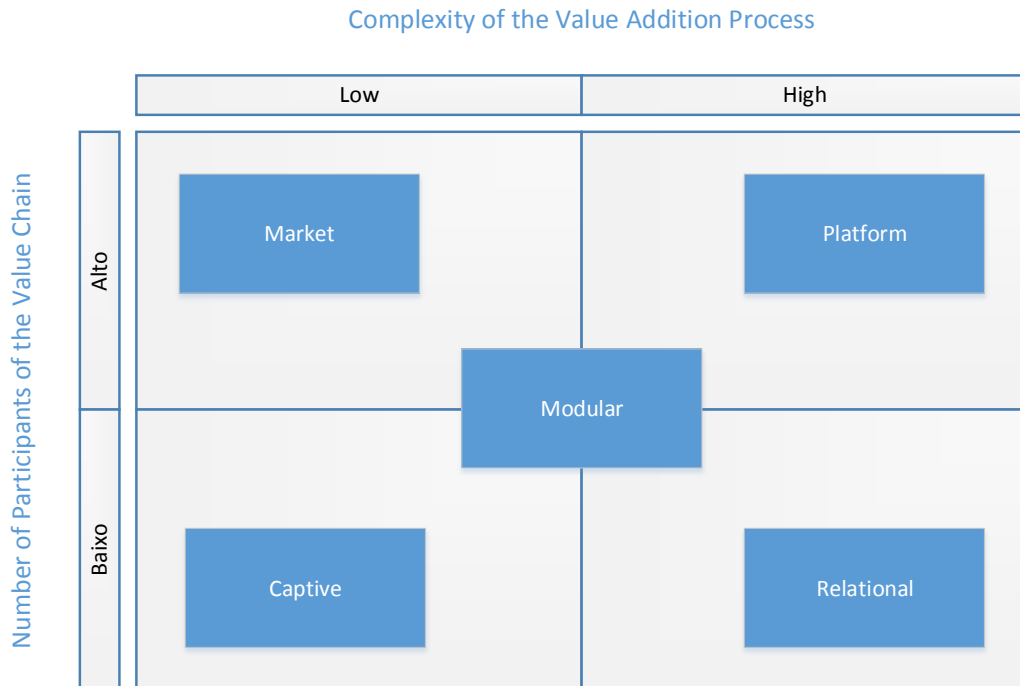 Complexity of the Value Addition Process
Low
High
Number of Participants of the Value Chain
Alto
Market
Platform
Modular
Baixo
Captive
Relational